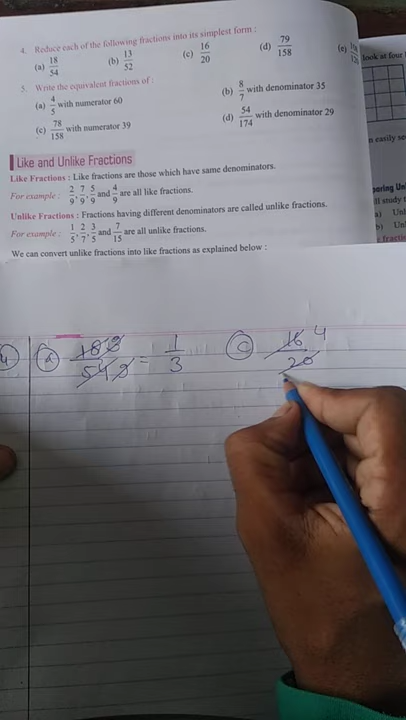 4. Reduce each of the following fractions into its simplest form :
(a) 18/54 (b) 13/52 (c) 16/20 (d) 79/158 (e)
look at four
5. Write the equivalent fractions of :
(a) 4/5 with numerator 60 (b) 8/7 with denominator 35
(c) 78/158 with numerator 39 (d) 54/174 with denominator 29
n easily se
Like and Unlike Fractions
Like Fractions : Like fractions are those which have same denominators.
For example : 2/9, 7/9, 5/9 and 4/9 are all like fractions.
Unlike Fractions : Fractions having different denominators are called unlike fractions.
For example : 1/5, 2/7, 3/5 and 7/15 are all unlike fractions.
We can convert unlike fractions into like fractions as explained below :
paring Unl
ll study t
a) Unl
b) Unl
fractio
4 (a) 18/54 = 1/3 (c) 16 4
20